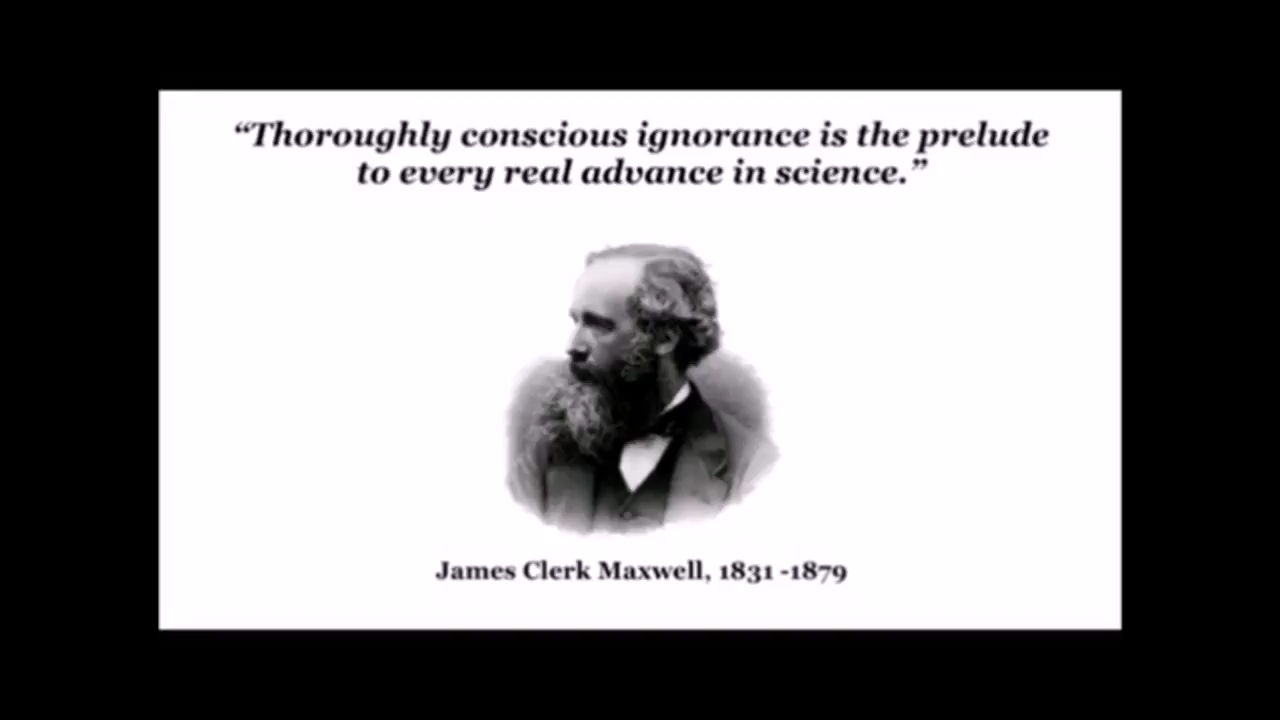 “Thoroughly conscious ignorance is the prelude
to every real advance in science.”
James Clerk Maxwell, 1831 -1879